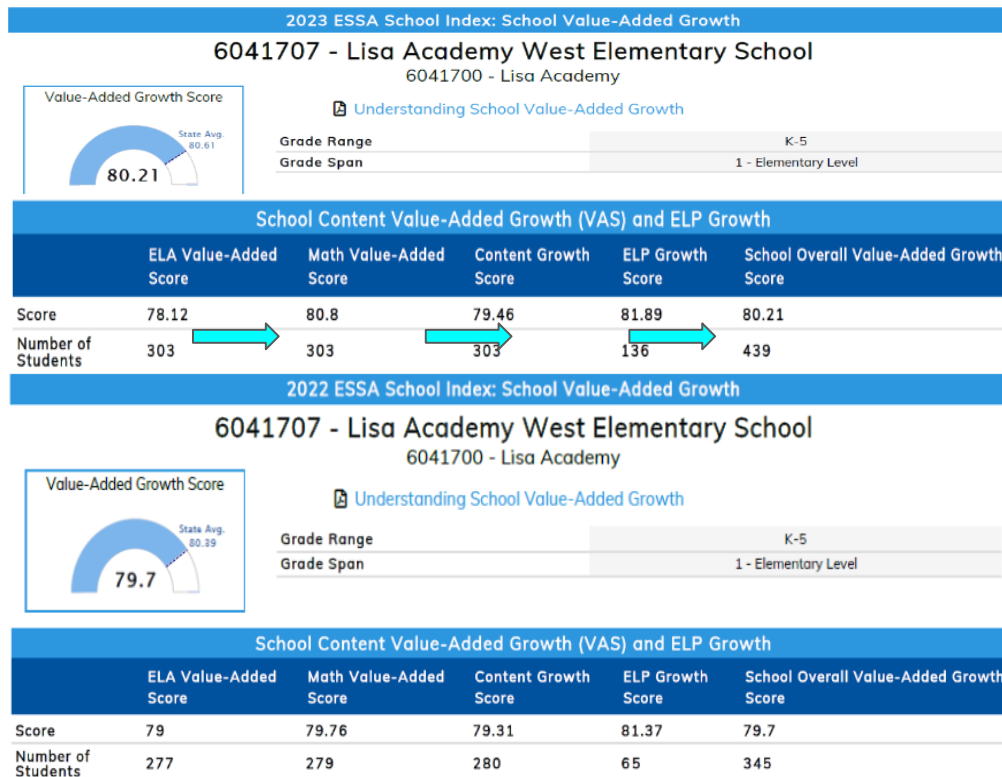 2023 ESSA School Index: School Value-Added Growth
6041707 - Lisa Academy West Elementary School
6041700 - Lisa Academy
Value-Added Growth Score
State Avg.
80.61
80.21
Understanding School Value-Added Growth
Grade Range K-5
Grade Span 1 - Elementary Level
School Content Value-Added Growth (VAS) and ELP Growth
ELA Value-Added Math Value-Added Content Growth ELP Growth School Overall Value-Added Growth
Score Score Score Score Score
Score 78.12 80.8 79.46 81.89 80.21
Number of
Students 303 303 303 136 439
2022 ESSA School Index: School Value-Added Growth
6041707 - Lisa Academy West Elementary School
6041700 - Lisa Academy
Value-Added Growth Score
State Avg.
80.39
79.7
Understanding School Value-Added Growth
Grade Range K-5
Grade Span 1 - Elementary Level
School Content Value-Added Growth (VAS) and ELP Growth
ELA Value-Added Math Value-Added Content Growth ELP Growth School Overall Value-Added Growth
Score Score Score Score Score
Score 79 79.76 79.31 81.37 79.7
Number of
Students 277 279 280 65 345